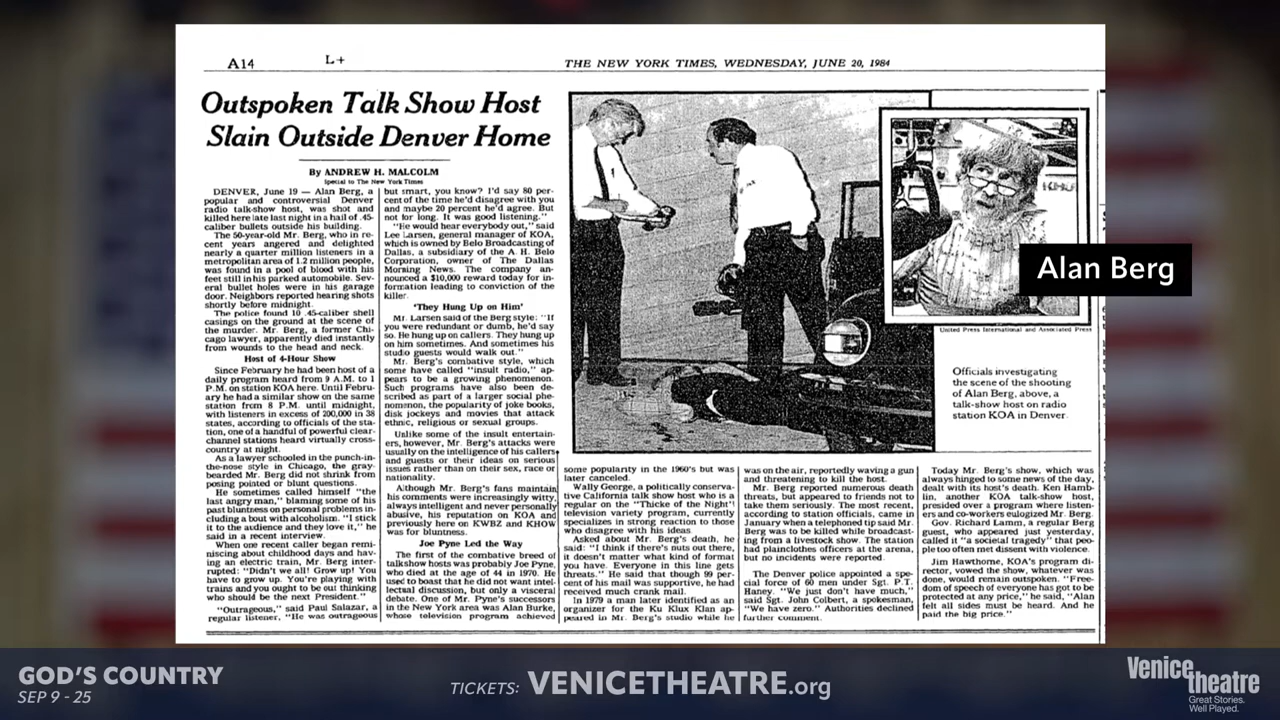 A14
L+
THE NEW YORK TIMES, WEDNESDAY, JUNE 20, 1984
Outspoken Talk Show Host
Slain Outside Denver Home
By ANDREW H. MALCOLM
Special to The New York Times
DENVER, June 19 — Alan Berg, a
popular and controversial Denver
radio talk-show host, was shot and
killed here late last night in a hail of .45-
caliber bullets outside his building.
The 50-year-old Mr. Berg, who in re-
cent years angered and delighted
nearly a quarter million listeners in a
metropolitan area of 1.2 million people,
was found in a pool of blood with his
feet still in his parked automobile. Sev-
eral bullet holes were in his garage
door. Neighbors reported hearing shots
shortly before midnight.
The police found 10 .45-caliber shell
casings on the ground at the scene of
the murder. Mr. Berg, a former Chi-
cago lawyer, apparently died instantly
from wounds to the head and neck.
Host of 4-Hour Show
Since February he had been host of a
daily program heard from 9 A.M. to 1
P.M. on station KOA here. Until Febru-
ary he had a similar show on the same
station from 8 P.M. until midnight,
with listeners in excess of 200,000 in 38
states, according to officials of the sta-
tion, one of a handful of powerful clear-
channel stations heard virtually cross-
country at night.
As a lawyer schooled in the punch-in-
the-nose style in Chicago, the gray-
bearded Mr. Berg did not shrink from
posing pointed or blunt questions.
He sometimes called himself "the
last angry man," blaming some of his
past bluntness on personal problems in-
cluding a bout with alcoholism. "I stick
it to the audience and they love it," he
said in a recent interview.
When one recent caller began remi-
niscing about childhood days and hav-
ing an electric train, Mr. Berg inter-
rupted: "Didn't we all! Grow up! You
have to grow up. You're playing with
trains and you ought to be out thinking
who should be the next President."
"Outrageous," said Paul Salazar, a
regular listener, "He was outrageous
but smart, you know? I'd say 80 per-
cent of the time he'd disagree with you
and maybe 20 percent he'd agree. But
not for long. It was good listening."
"He would hear everybody out," said
Lee Larsen, general manager of KOA,
which is owned by Belo Broadcasting of
Dallas, a subsidiary of the A. H. Belo
Corporation, owner of The Dallas
Morning News. The company an-
nounced a $10,000 reward today for in-
formation leading to conviction of the
killer.
'They Hung Up on Him'
Mr. Larsen said of the Berg style: "If
you were redundant or dumb, he'd say
so. He hung up on callers. They hung up
on him sometimes. And sometimes his
studio guests would walk out."
Mr. Berg's combative style, which
some have called "insult radio," ap-
pears to be a growing phenomenon.
Such programs have also been de-
scribed as part of a larger social phe-
nomenon, the popularity of joke books,
disk jockeys and movies that attack
ethnic, religious or sexual groups.
Unlike some of the insult entertain-
ers, however, Mr. Berg's attacks were
usually on the intelligence of his callers
and guests or their ideas on serious
issues rather than on their sex, race or
nationality.
Although Mr. Berg's fans maintain
his comments were increasingly witty,
always intelligent and never personally
abusive, his reputation on KOA and
previously here on KWBZ and KHOW
was for bluntness.
Joe Pyne Led the Way
The first of the combative breed of
talkshow hosts was probably Joe Pyne,
who died at the age of 44 in 1970. He
used to boast that he did not want intel-
lectual discussion, but only a visceral
debate. One of Mr. Pyne's successors
in the New York area was Alan Burke,
whose television program achieved
Alan Berg
United Press International and Associated Press
Officials investigating
the scene of the shooting
of Alan Berg, above, a
talk-show host on radio
station KOA in Denver.
some popularity in the 1960's but was
later canceled.
Wally George, a politically conserva-
tive California talk show host who is a
regular on the "Thicke of the Night"
television variety program, currently
specializes in strong reaction to those
who disagree with his ideas.
Asked about Mr. Berg's death, he
said: "I think if there's nuts out there,
it doesn't matter what kind of format
you have. Everyone in this line gets
threats." He said that though 99 per-
cent of his mail was supportive, he had
received much crank mail.
In 1979 a man later identified as an
organizer for the Ku Klux Klan ap-
peared in Mr. Berg's studio while he
was on the air, reportedly waving a gun
and threatening to kill the host.
Mr. Berg reported numerous death
threats, but appeared to friends not to
take them seriously. The most recent,
according to station officials, came in
January when a telephoned tip said Mr.
Berg was to be killed while broadcast-
ing from a livestock show. The station
had plainclothes officers at the arena,
but no incidents were reported.
The Denver police appointed a spe-
cial force of 60 men under Sgt. P. T.
Haney. "We just don't have much,"
said Sgt. John Colbert, a spokesman,
"We have zero." Authorities declined
further comment.
Today Mr. Berg's show, which was
always hinged to some news of the day,
dealt with its host's death. Ken Hamb-
lin, another KOA talk-show host,
presided over a program where listen-
ers and co-workers eulogized Mr. Berg.
Gov. Richard Lamm, a regular Berg
guest, who appeared just yesterday,
called it "a societal tragedy" that peo-
ple too often met dissent with violence.
Jim Hawthorne, KOA's program di-
rector, vowed the show, whatever was
done, would remain outspoken. "Free-
dom of speech of everyone has got to be
protected at any price," he said, "Alan
felt all sides must be heard. And he
paid the big price."
GOD'S COUNTRY
SEP 9 - 25
TICKETS: VENICETHEATRE.org
Venice
theatre
Great Stories.
Well Played.